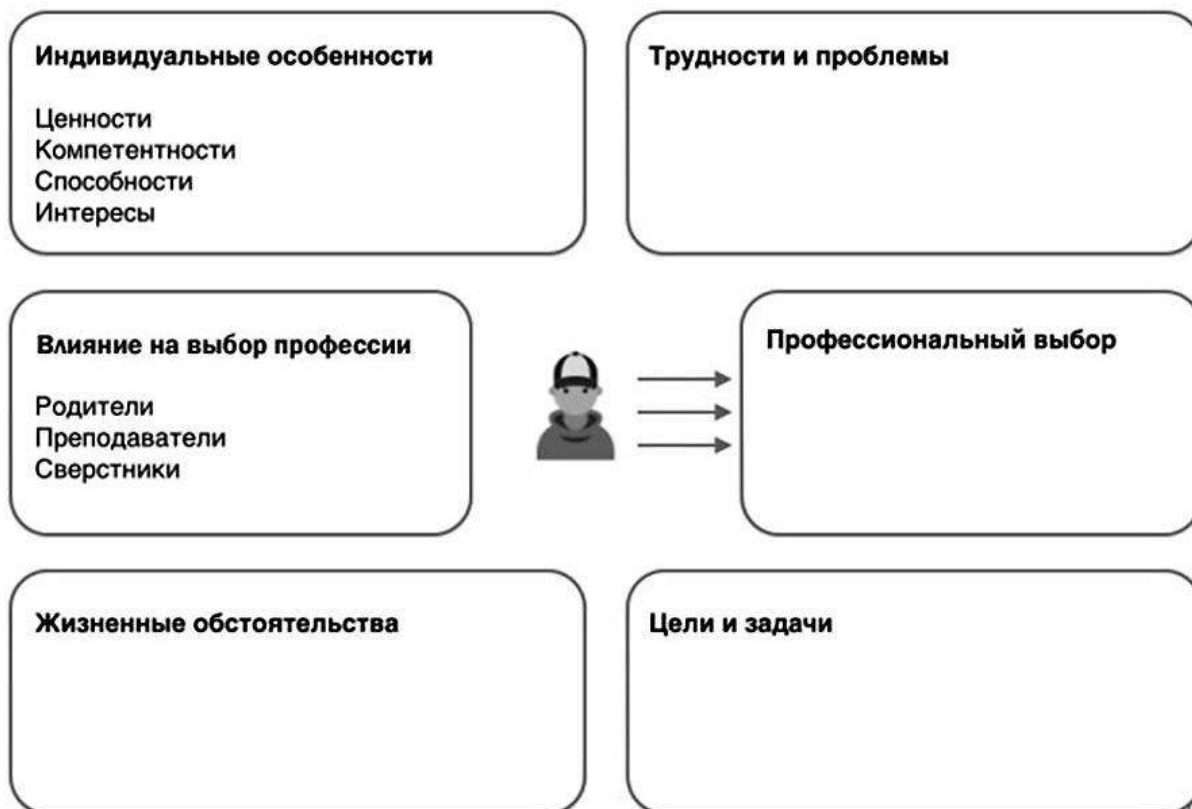 Индивидуальные особенности
Ценности
Компетентности
Способности
Интересы
Трудности и проблемы
Влияние на выбор профессии
Родители
Преподаватели
Сверстники
Профессиональный выбор
Жизненные обстоятельства
Цели и задачи